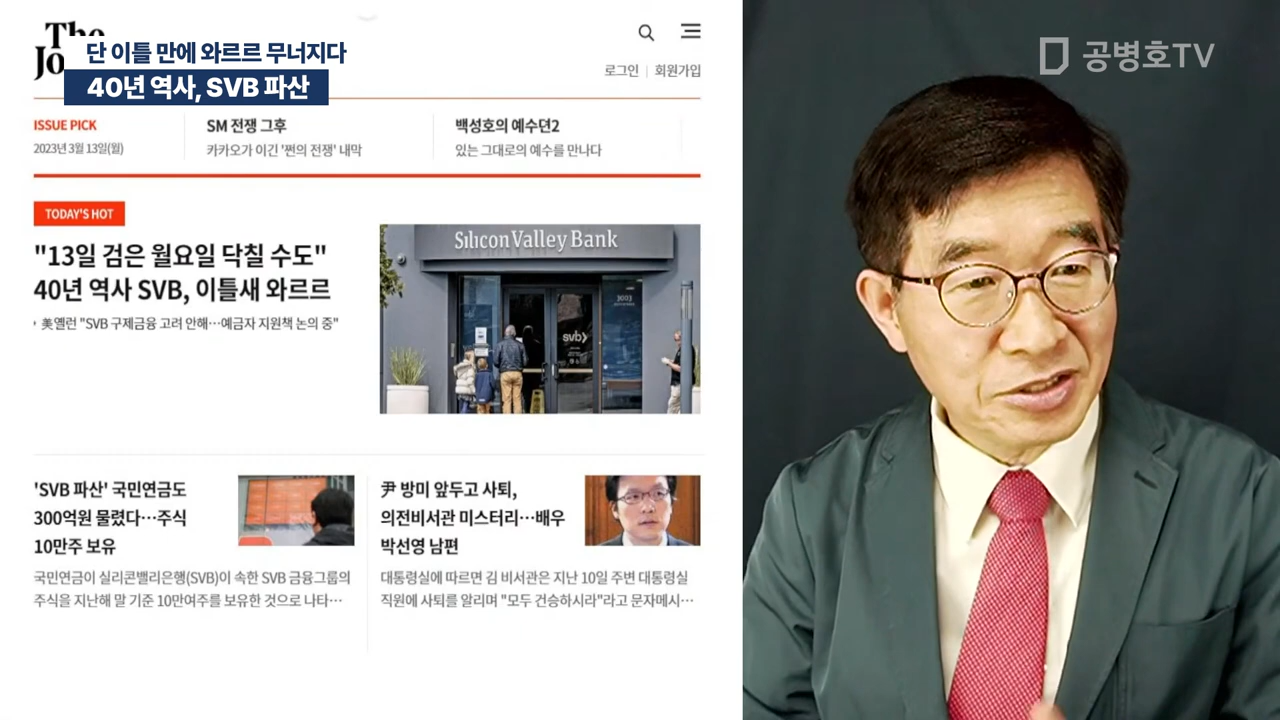 The
Jo
단 이틀 만에 와르르 무너지다
40년 역사, SVB 파산
로그인 | 회원가입
공병호TV
ISSUE PICK
2023년 3월 13일(월)
SM 전쟁 그후
카카오가 이긴 '쩐의 전쟁' 내막
백성호의 예수뎐2
있는 그대로의 예수를 만나다
TODAY'S HOT
"13일 검은 월요일 닥칠 수도"
40년 역사 SVB, 이틀새 와르르
美옐런 "SVB 구제금융 고려 안해…예금자 지원책 논의 중"
Silicon Valley Bank
3003
svb
'SVB 파산' 국민연금도
300억원 물렸다…주식
10만주 보유
국민연금이 실리콘밸리은행(SVB)이 속한 SVB 금융그룹의
주식을 지난해 말 기준 10만여주를 보유한 것으로 나타…
尹 방미 앞두고 사퇴,
의전비서관 미스터리…배우
박선영 남편
대통령실에 따르면 김 비서관은 지난 10일 주변 대통령실
직원에 사퇴를 알리며 "모두 건승하시라"라고 문자메시…